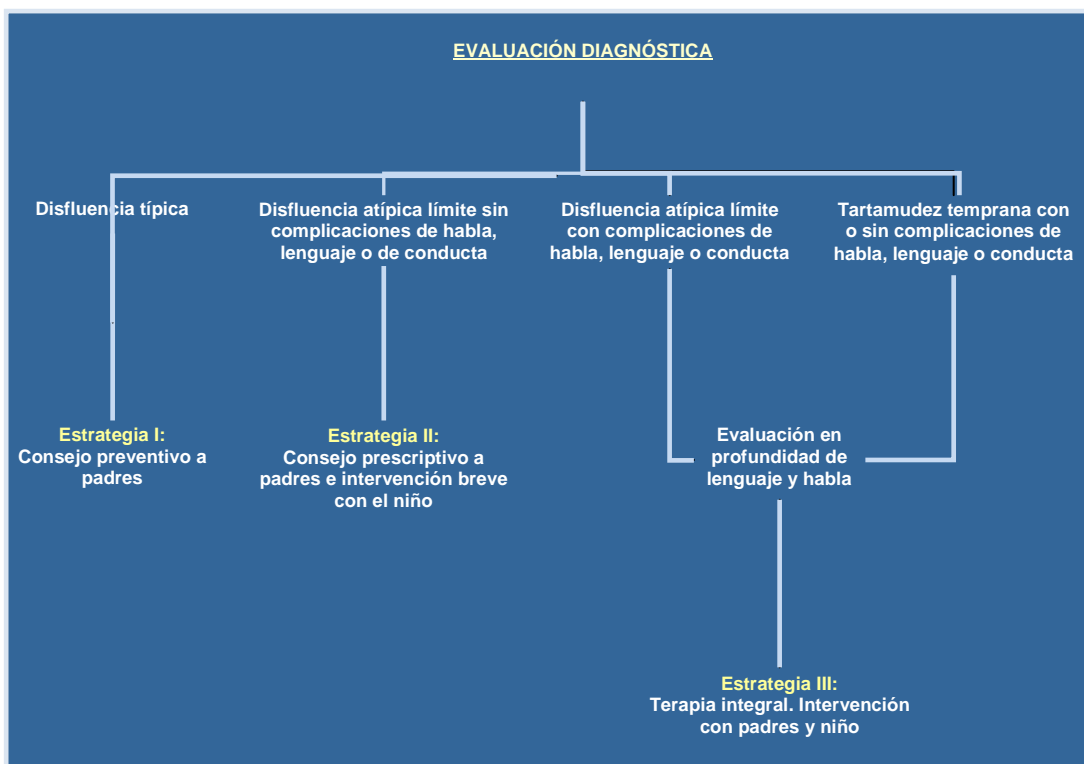 EVALUACIÓN DIAGNÓSTICA
Disfluencia típica
Disfluencia atípica límite sin
complicaciones de habla,
lenguaje o de conducta
Disfluencia atípica límite
con complicaciones de
habla, lenguaje o conducta
Tartamudez temprana con
o sin complicaciones de
habla, lenguaje o conducta
Estrategia I:
Consejo preventivo a
padres
Estrategia II:
Consejo prescriptivo a
padres e intervención breve
con el niño
Evaluación en
profundidad de
lenguaje y habla
Estrategia III:
Terapia integral. Intervención
con padres y niño